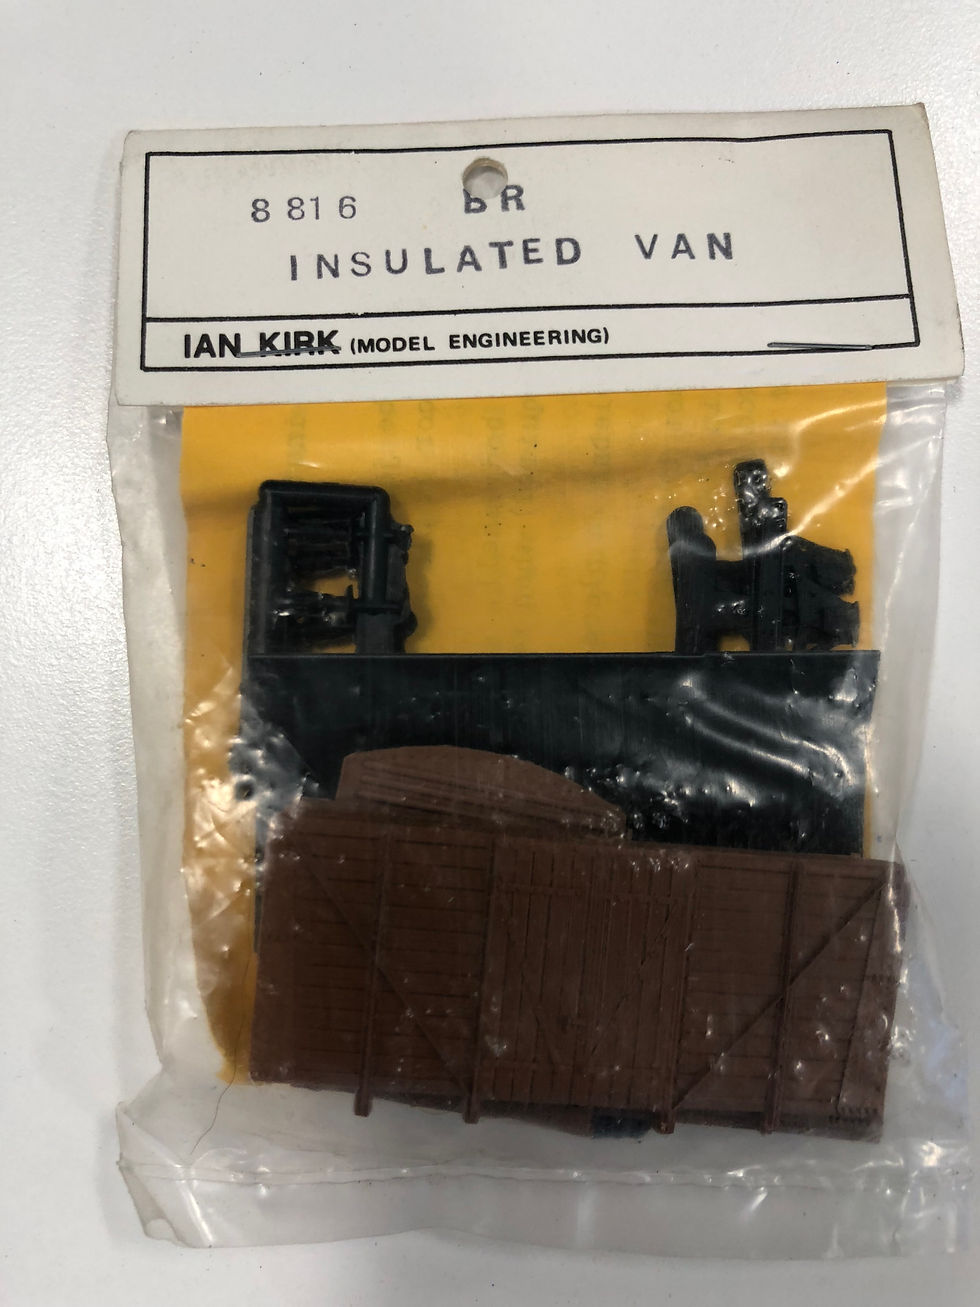 8816 BR
INSULATED VAN
IAN KIRK (MODEL ENGINEERING)